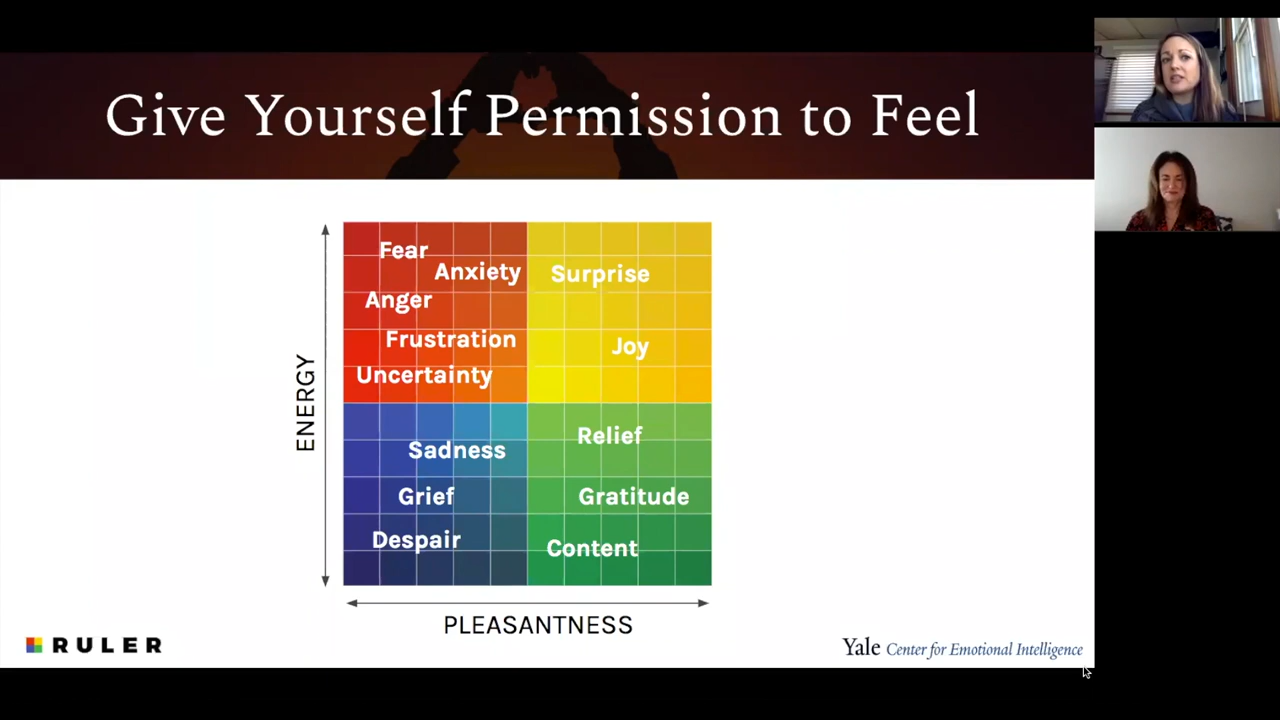 Give Yourself Permission to Feel
Fear
Anxiety
Surprise
Anger
Frustration
Joy
Uncertainty
ENERGY
Relief
Sadness
Grief
Gratitude
Despair
Content
PLEASANTNESS
RULER
Yale Center for Emotional Intelligence